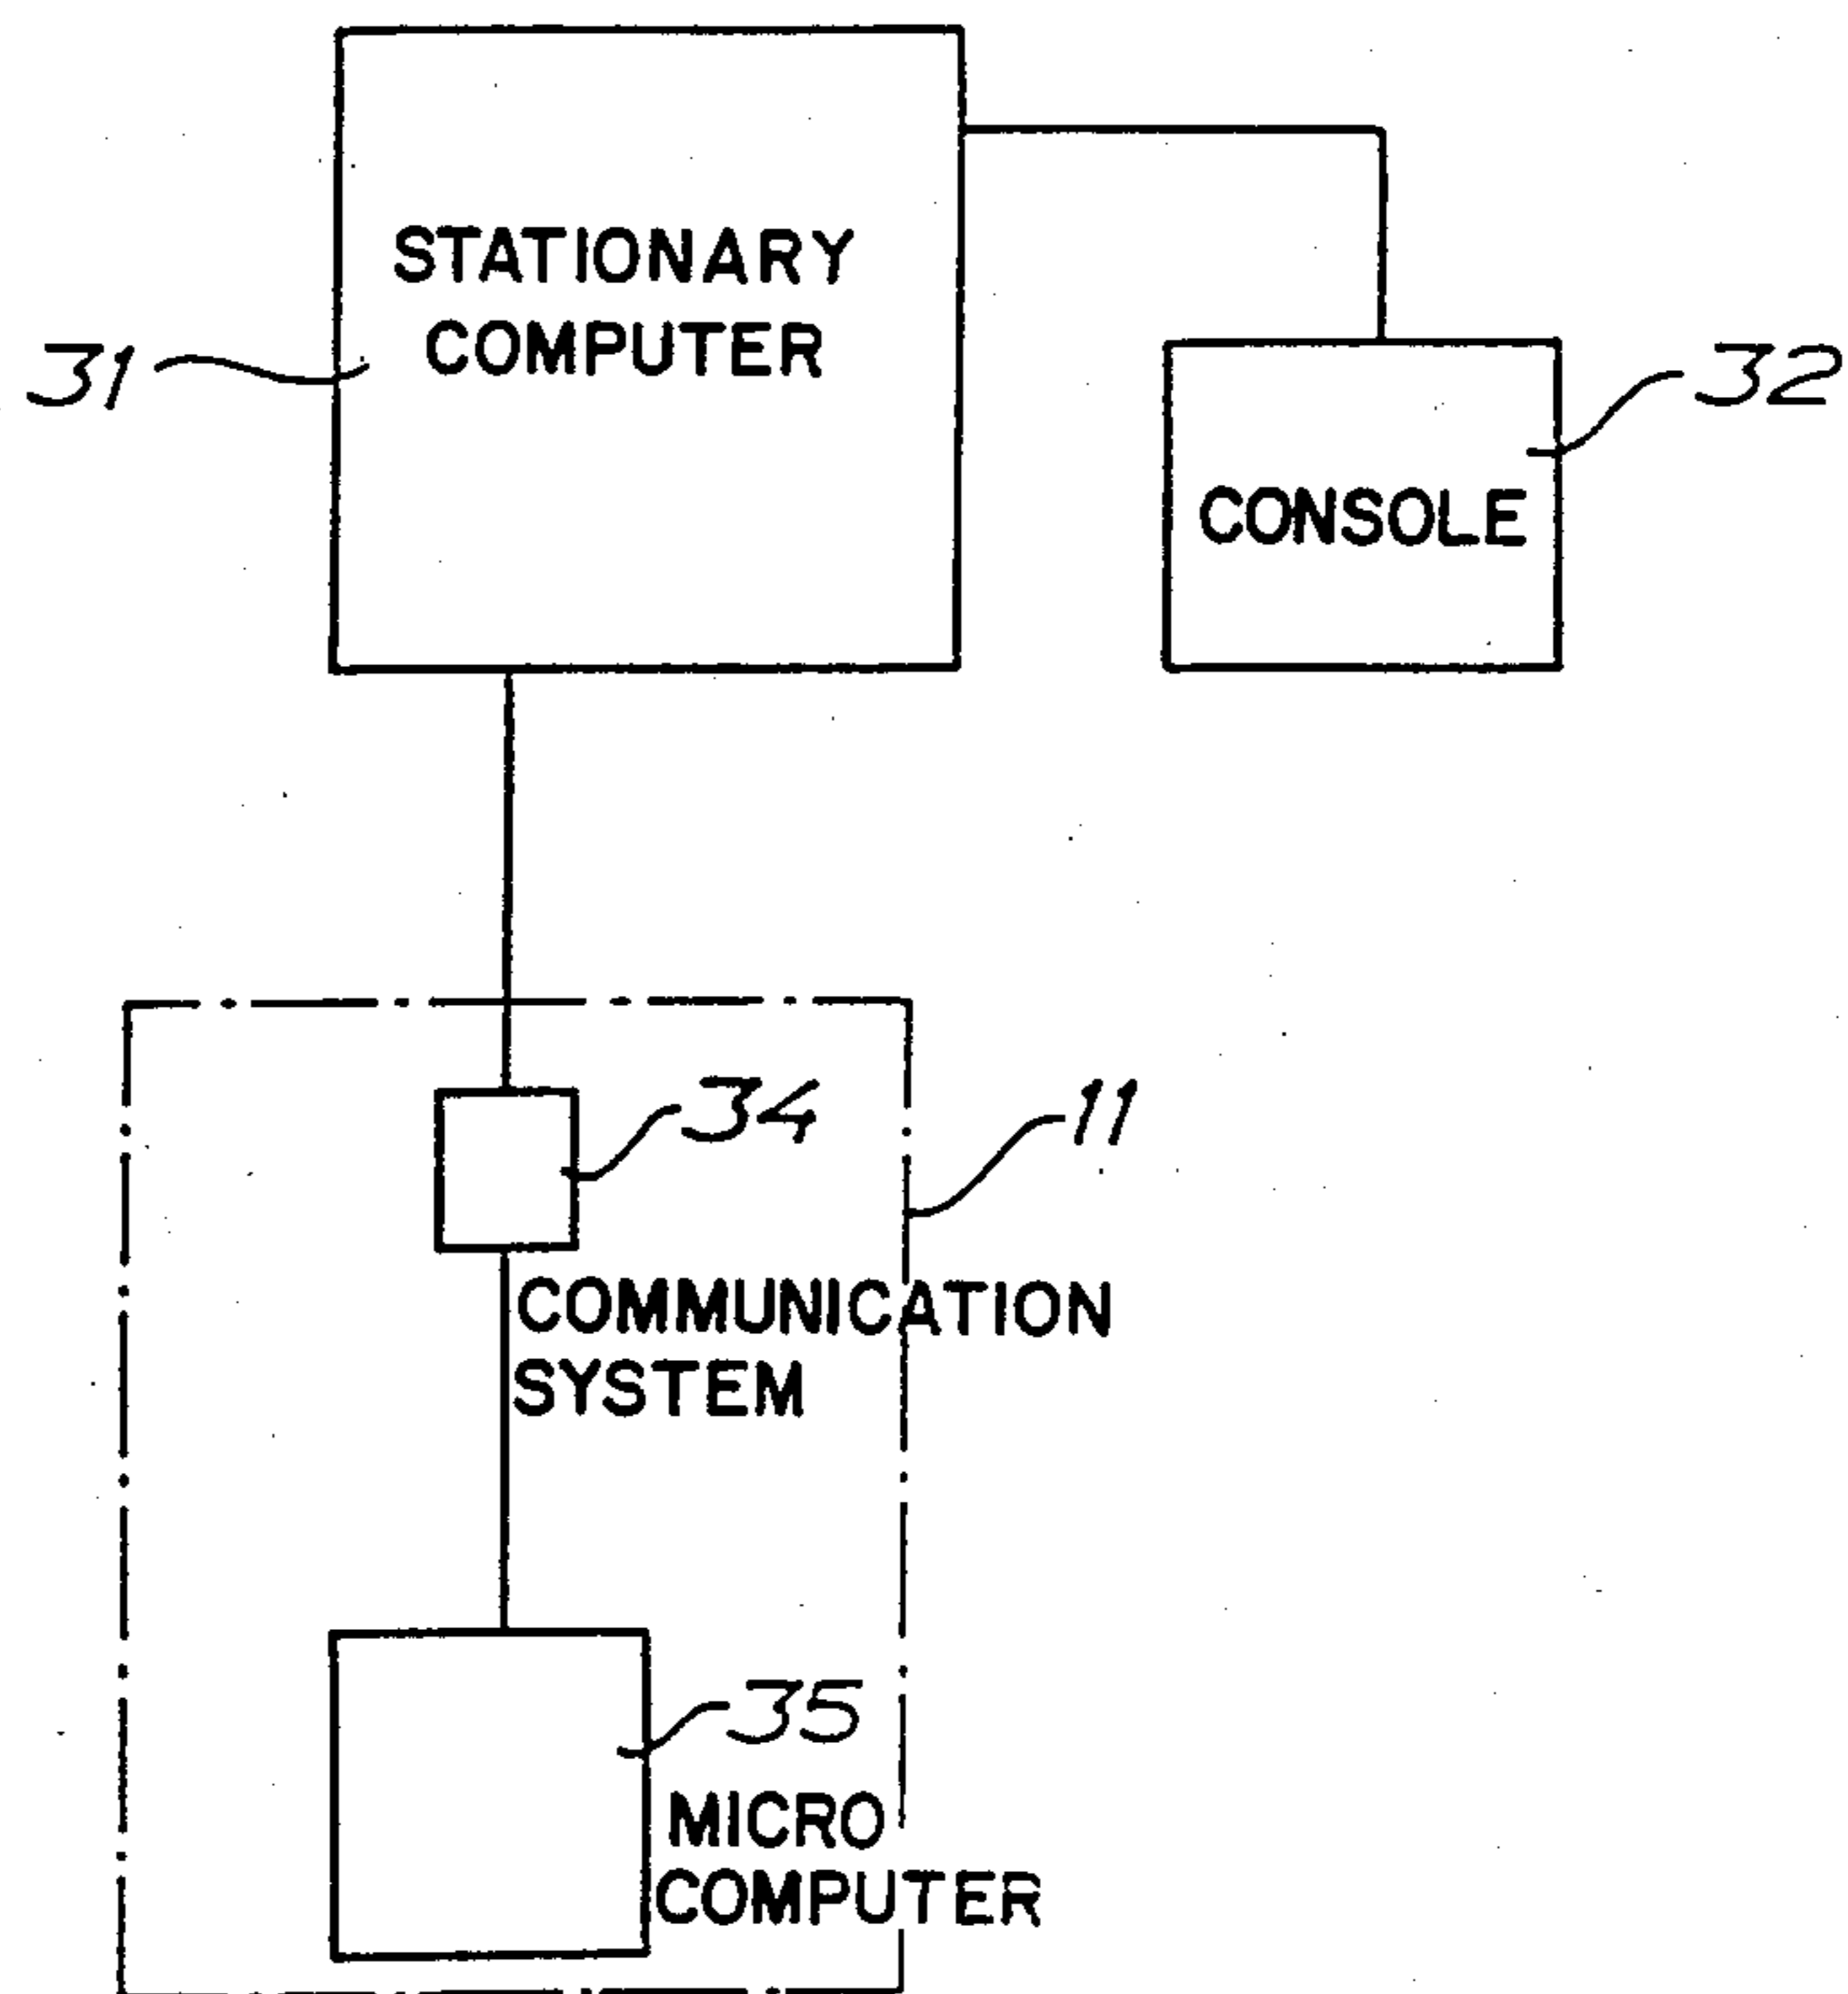 STATIONARY
COMPUTER
31
32
CONSOLE
34
11
COMMUNICATION
SYSTEM
35
MICRO
COMPUTER